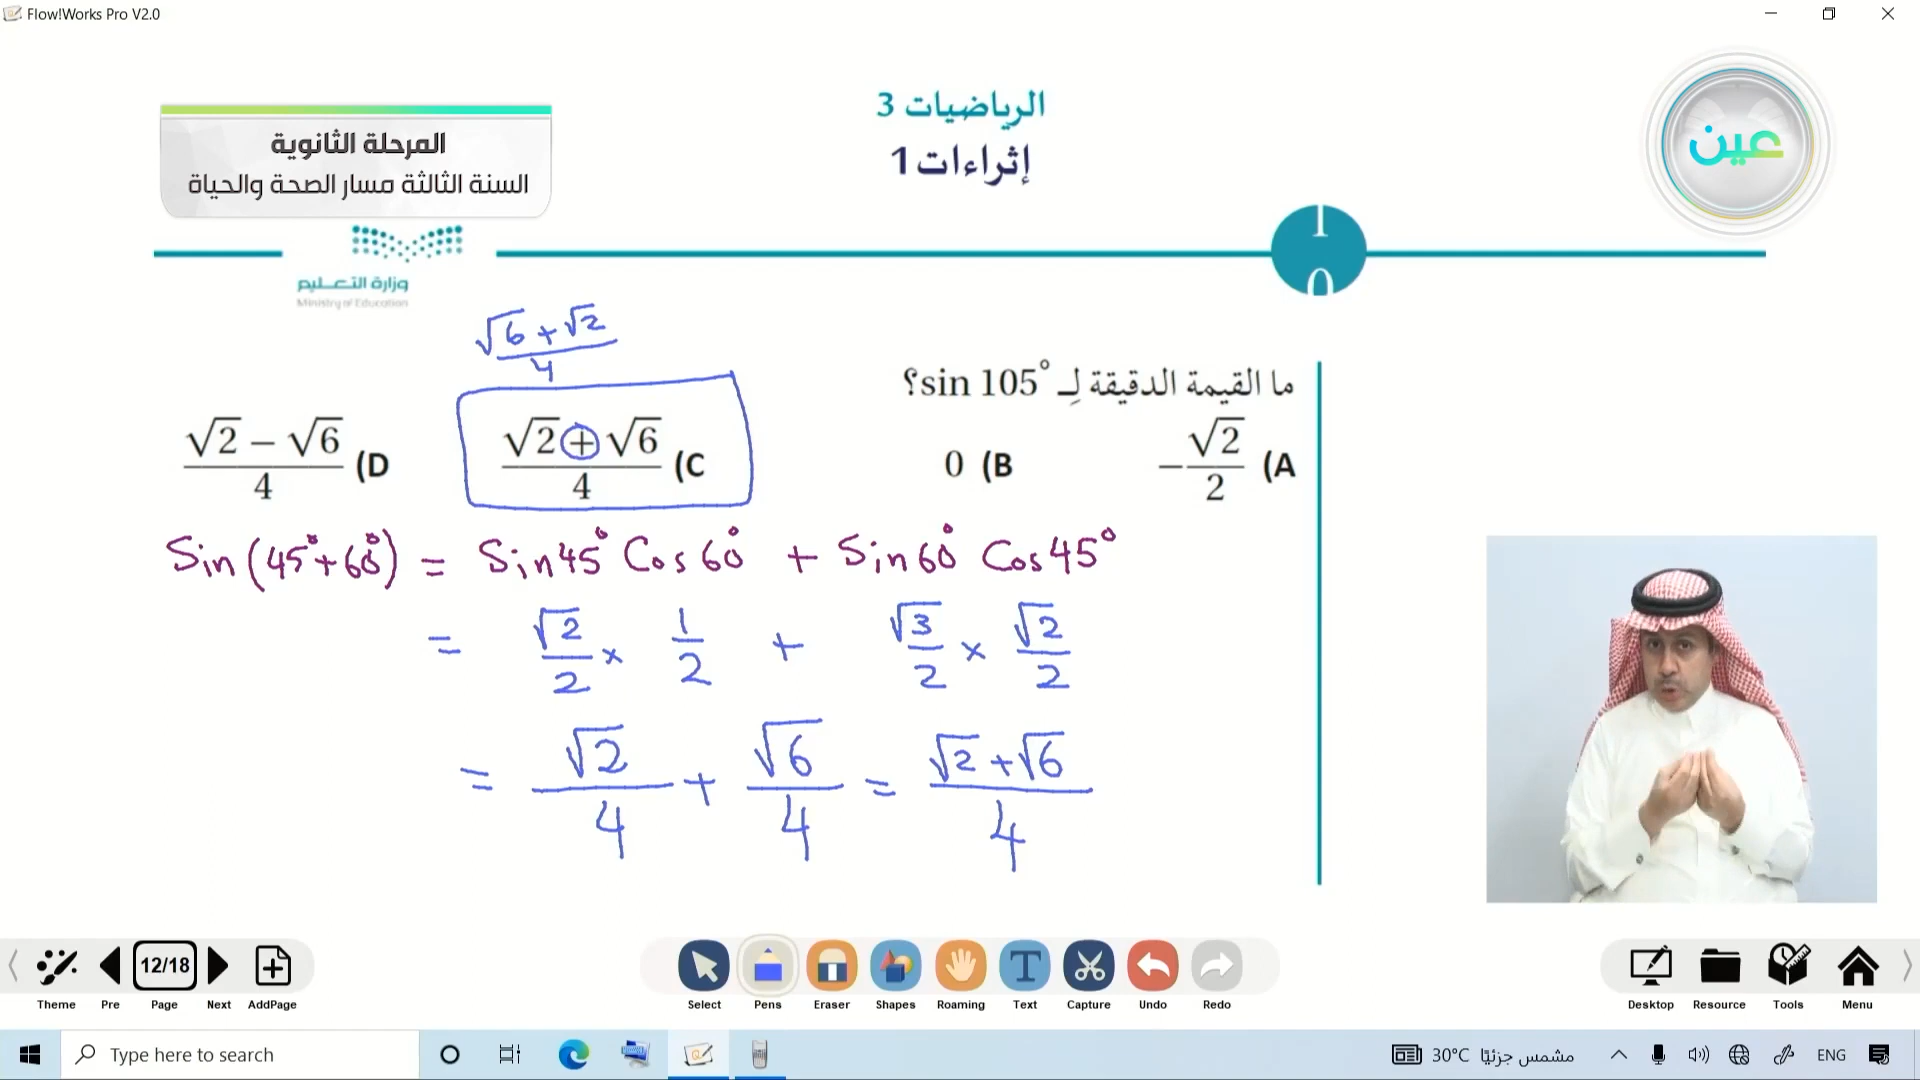 Flow!Works Pro V2.0
الرياضيات 3
إثراءات 1
المرحلة الثانوية
السنة الثالثة مسار الصحة والحياة
عين
10
وزارة التعليم
Ministry of Education
ما القيمة الدقيقة لِـ sin 105°؟
A) −√2/2
B) 0
(√6 + √2)/4
C) (√2 + √6)/4
D) (√2 − √6)/4
Sin(45°+60°) = Sin45° Cos60° + Sin60° Cos45°
= √2/2 × 1/2 + √3/2 × √2/2
= √2/4 + √6/4 = (√2+√6)/4
12/18
Theme Pre Page Next AddPage
Select Pens Eraser Shapes Roaming Text Capture Undo Redo
Desktop Resource Tools Menu
Type here to search
30°C مشمس جزئيًا
ENG